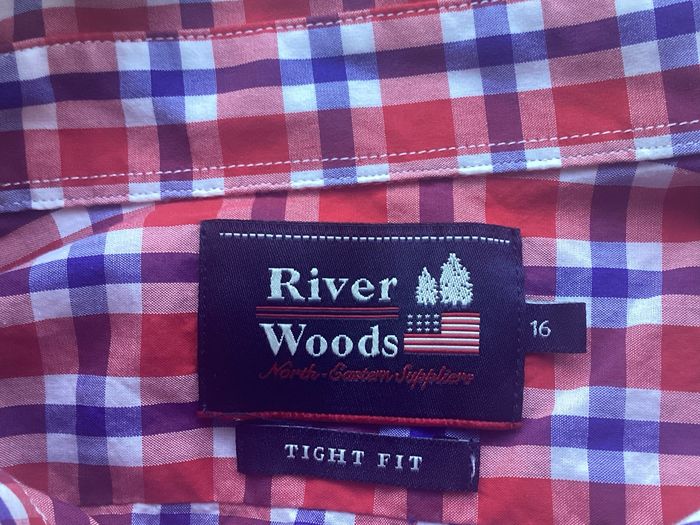 River
Woods
North-Eastern Suppliers
16
TIGHT FIT